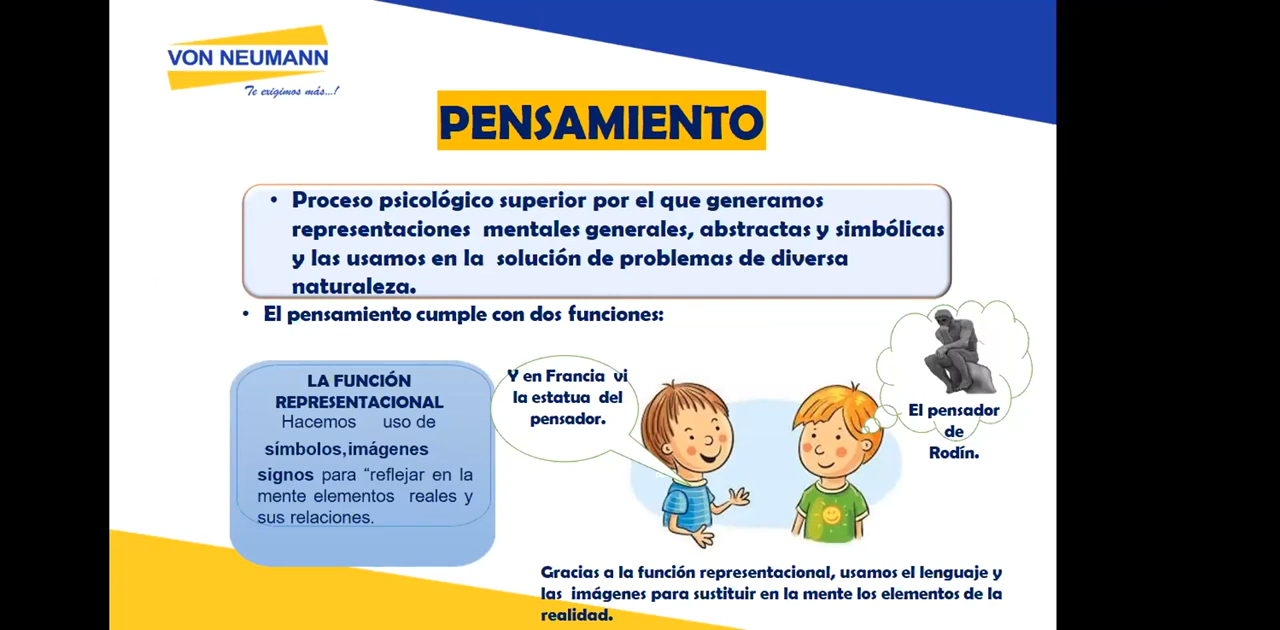 VON NEUMANN
Te exigimos más...!
PENSAMIENTO
• Proceso psicológico superior por el que generamos
representaciones mentales generales, abstractas y simbólicas
y las usamos en la solución de problemas de diversa
naturaleza.
• El pensamiento cumple con dos funciones:
LA FUNCIÓN
REPRESENTACIONAL
Hacemos uso de
símbolos,imágenes
signos para “reflejar en la
mente elementos reales y
sus relaciones.
Y en Francia vi
la estatua del
pensador.
El pensador
de
Rodín.
Gracias a la función representacional, usamos el lenguaje y
las imágenes para sustituir en la mente los elementos de la
realidad.